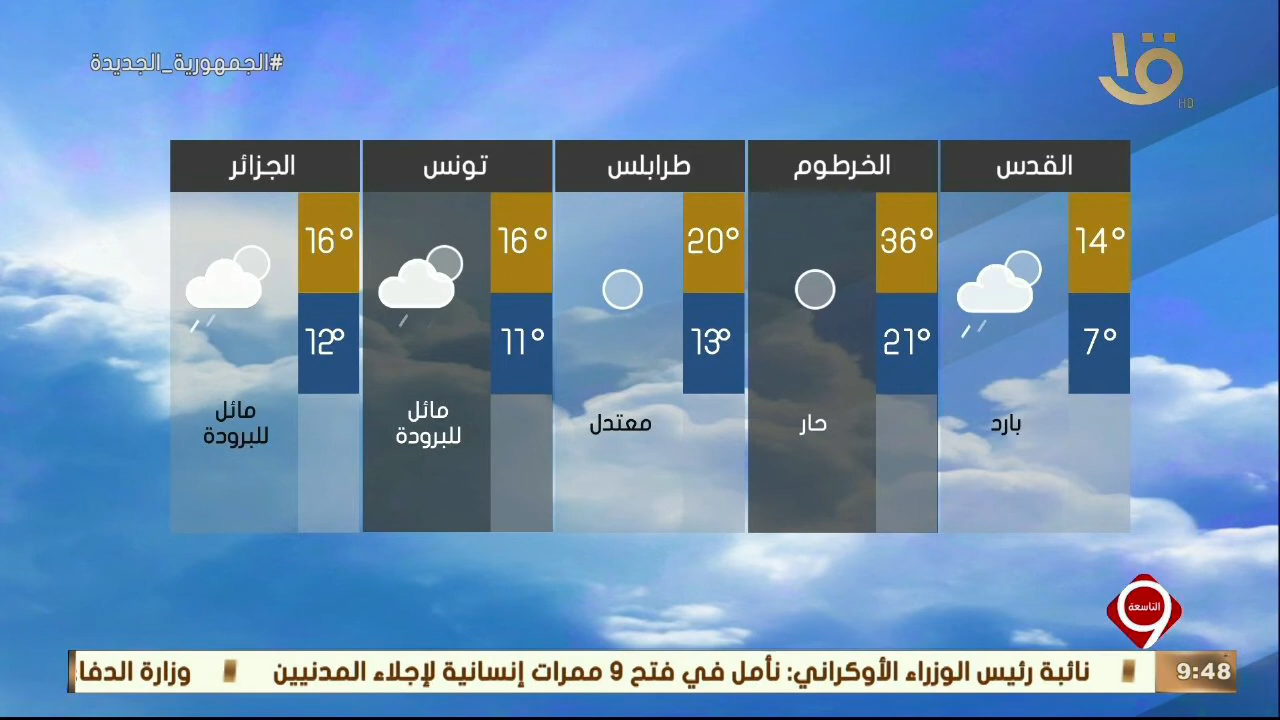 #الجمهورية_الجديدة
HD
القدس
14°
7°
بارد
الخرطوم
36°
21°
حار
طرابلس
20°
13°
معتدل
تونس
16°
11°
مائل
للبرودة
الجزائر
16°
12°
مائل
للبرودة
التاسعة
9
9:48
نائبة رئيس الوزراء الأوكراني: نأمل في فتح 9 ممرات إنسانية لإجلاء المدنيين
وزارة الدفا